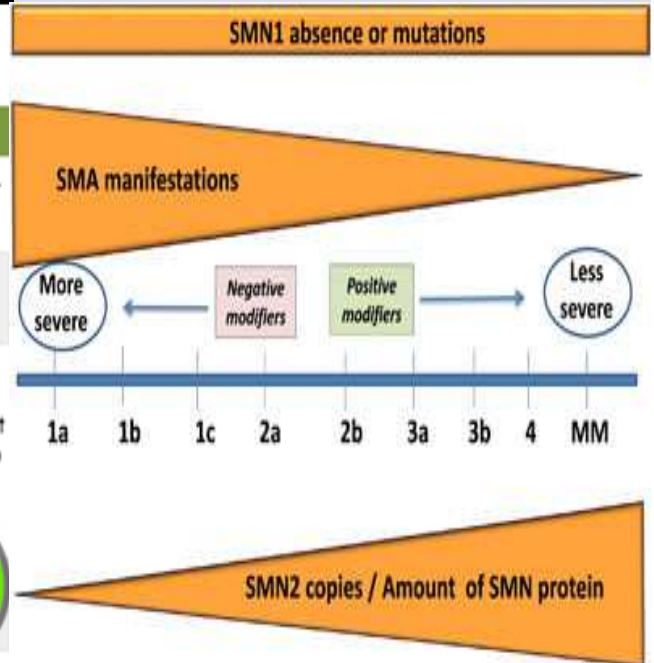 SMN1 absence or mutations
SMA manifestations
More
severe
Negative
modifiers
Positive
modifiers
Less
severe
1a 1b 1c 2a 2b 3a 3b 4 MM
SMN2 copies / Amount of SMN protein